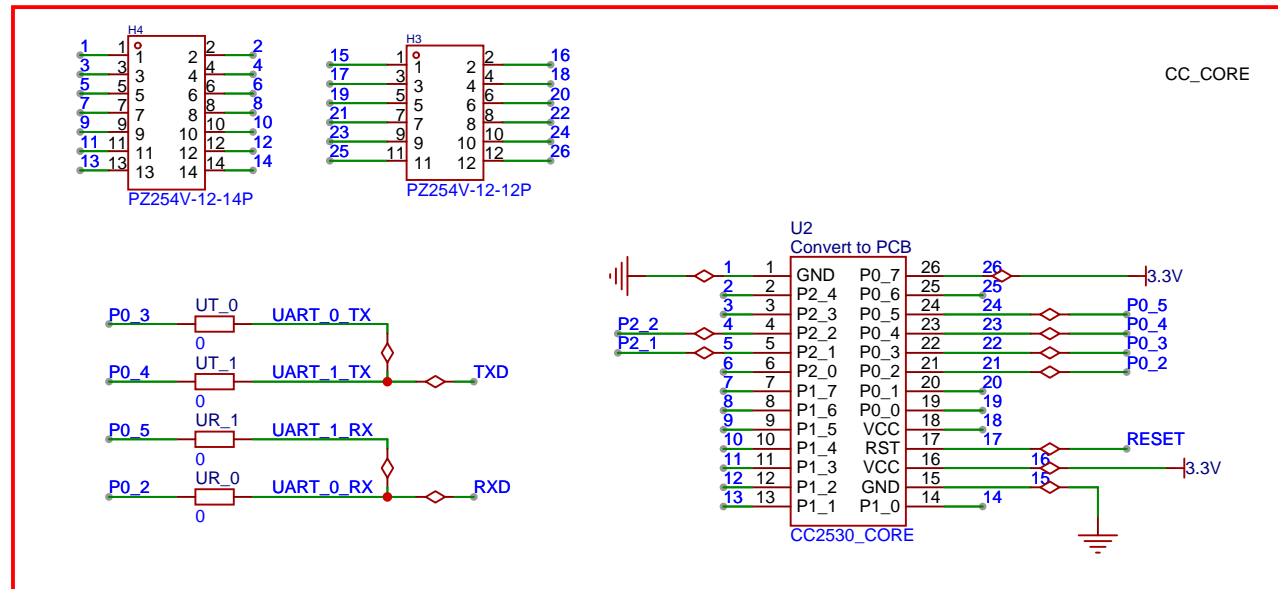 H4
1 1 1 2 2 2
3 3 3 4 4 4
5 5 5 6 6 6
7 7 7 8 8 8
9 9 9 10 10 10
11 11 11 12 12 12
13 13 13 14 14 14
PZ254V-12-14P
H3
15 1 1 2 2 16
17 3 3 4 4 18
19 5 5 6 6 20
21 7 7 8 8 22
23 9 9 10 10 24
25 11 11 12 12 26
PZ254V-12-12P
CC_CORE
P0_3 UT_0 UART_0_TX
0
P0_4 UT_1 UART_1_TX TXD
0
P0_5 UR_1 UART_1_RX
0
P0_2 UR_0 UART_0_RX RXD
0
U2
Convert to PCB
1 1 GND P0_7 26 26 3.3V
2 2 P2_4 P0_6 25 25
3 3 P2_3 P0_5 24 24 P0_5
P2_2 4 4 P2_2 P0_4 23 23 P0_4
P2_1 5 5 P2_1 P0_3 22 22 P0_3
6 6 P2_0 P0_2 21 21 P0_2
7 7 P1_7 P0_1 20 20
8 8 P1_6 P0_0 19 19
9 9 P1_5 VCC 18 18
10 10 P1_4 RST 17 17 RESET
11 11 P1_3 VCC 16 16 3.3V
12 12 P1_2 GND 15 15
13 13 P1_1 P1_0 14 14
CC2530_CORE